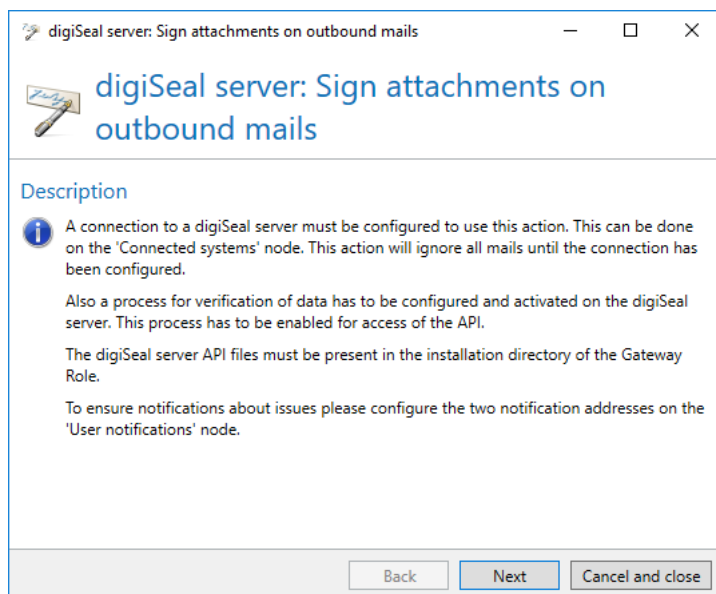 digiSeal server: Sign attachments on outbound mails
digiSeal server: Sign attachments on
outbound mails
Description
A connection to a digiSeal server must be configured to use this action. This can be done
on the 'Connected systems' node. This action will ignore all mails until the connection has
been configured.
Also a process for verification of data has to be configured and activated on the digiSeal
server. This process has to be enabled for access of the API.
The digiSeal server API files must be present in the installation directory of the Gateway
Role.
To ensure notifications about issues please configure the two notification addresses on the
'User notifications' node.
Back Next Cancel and close